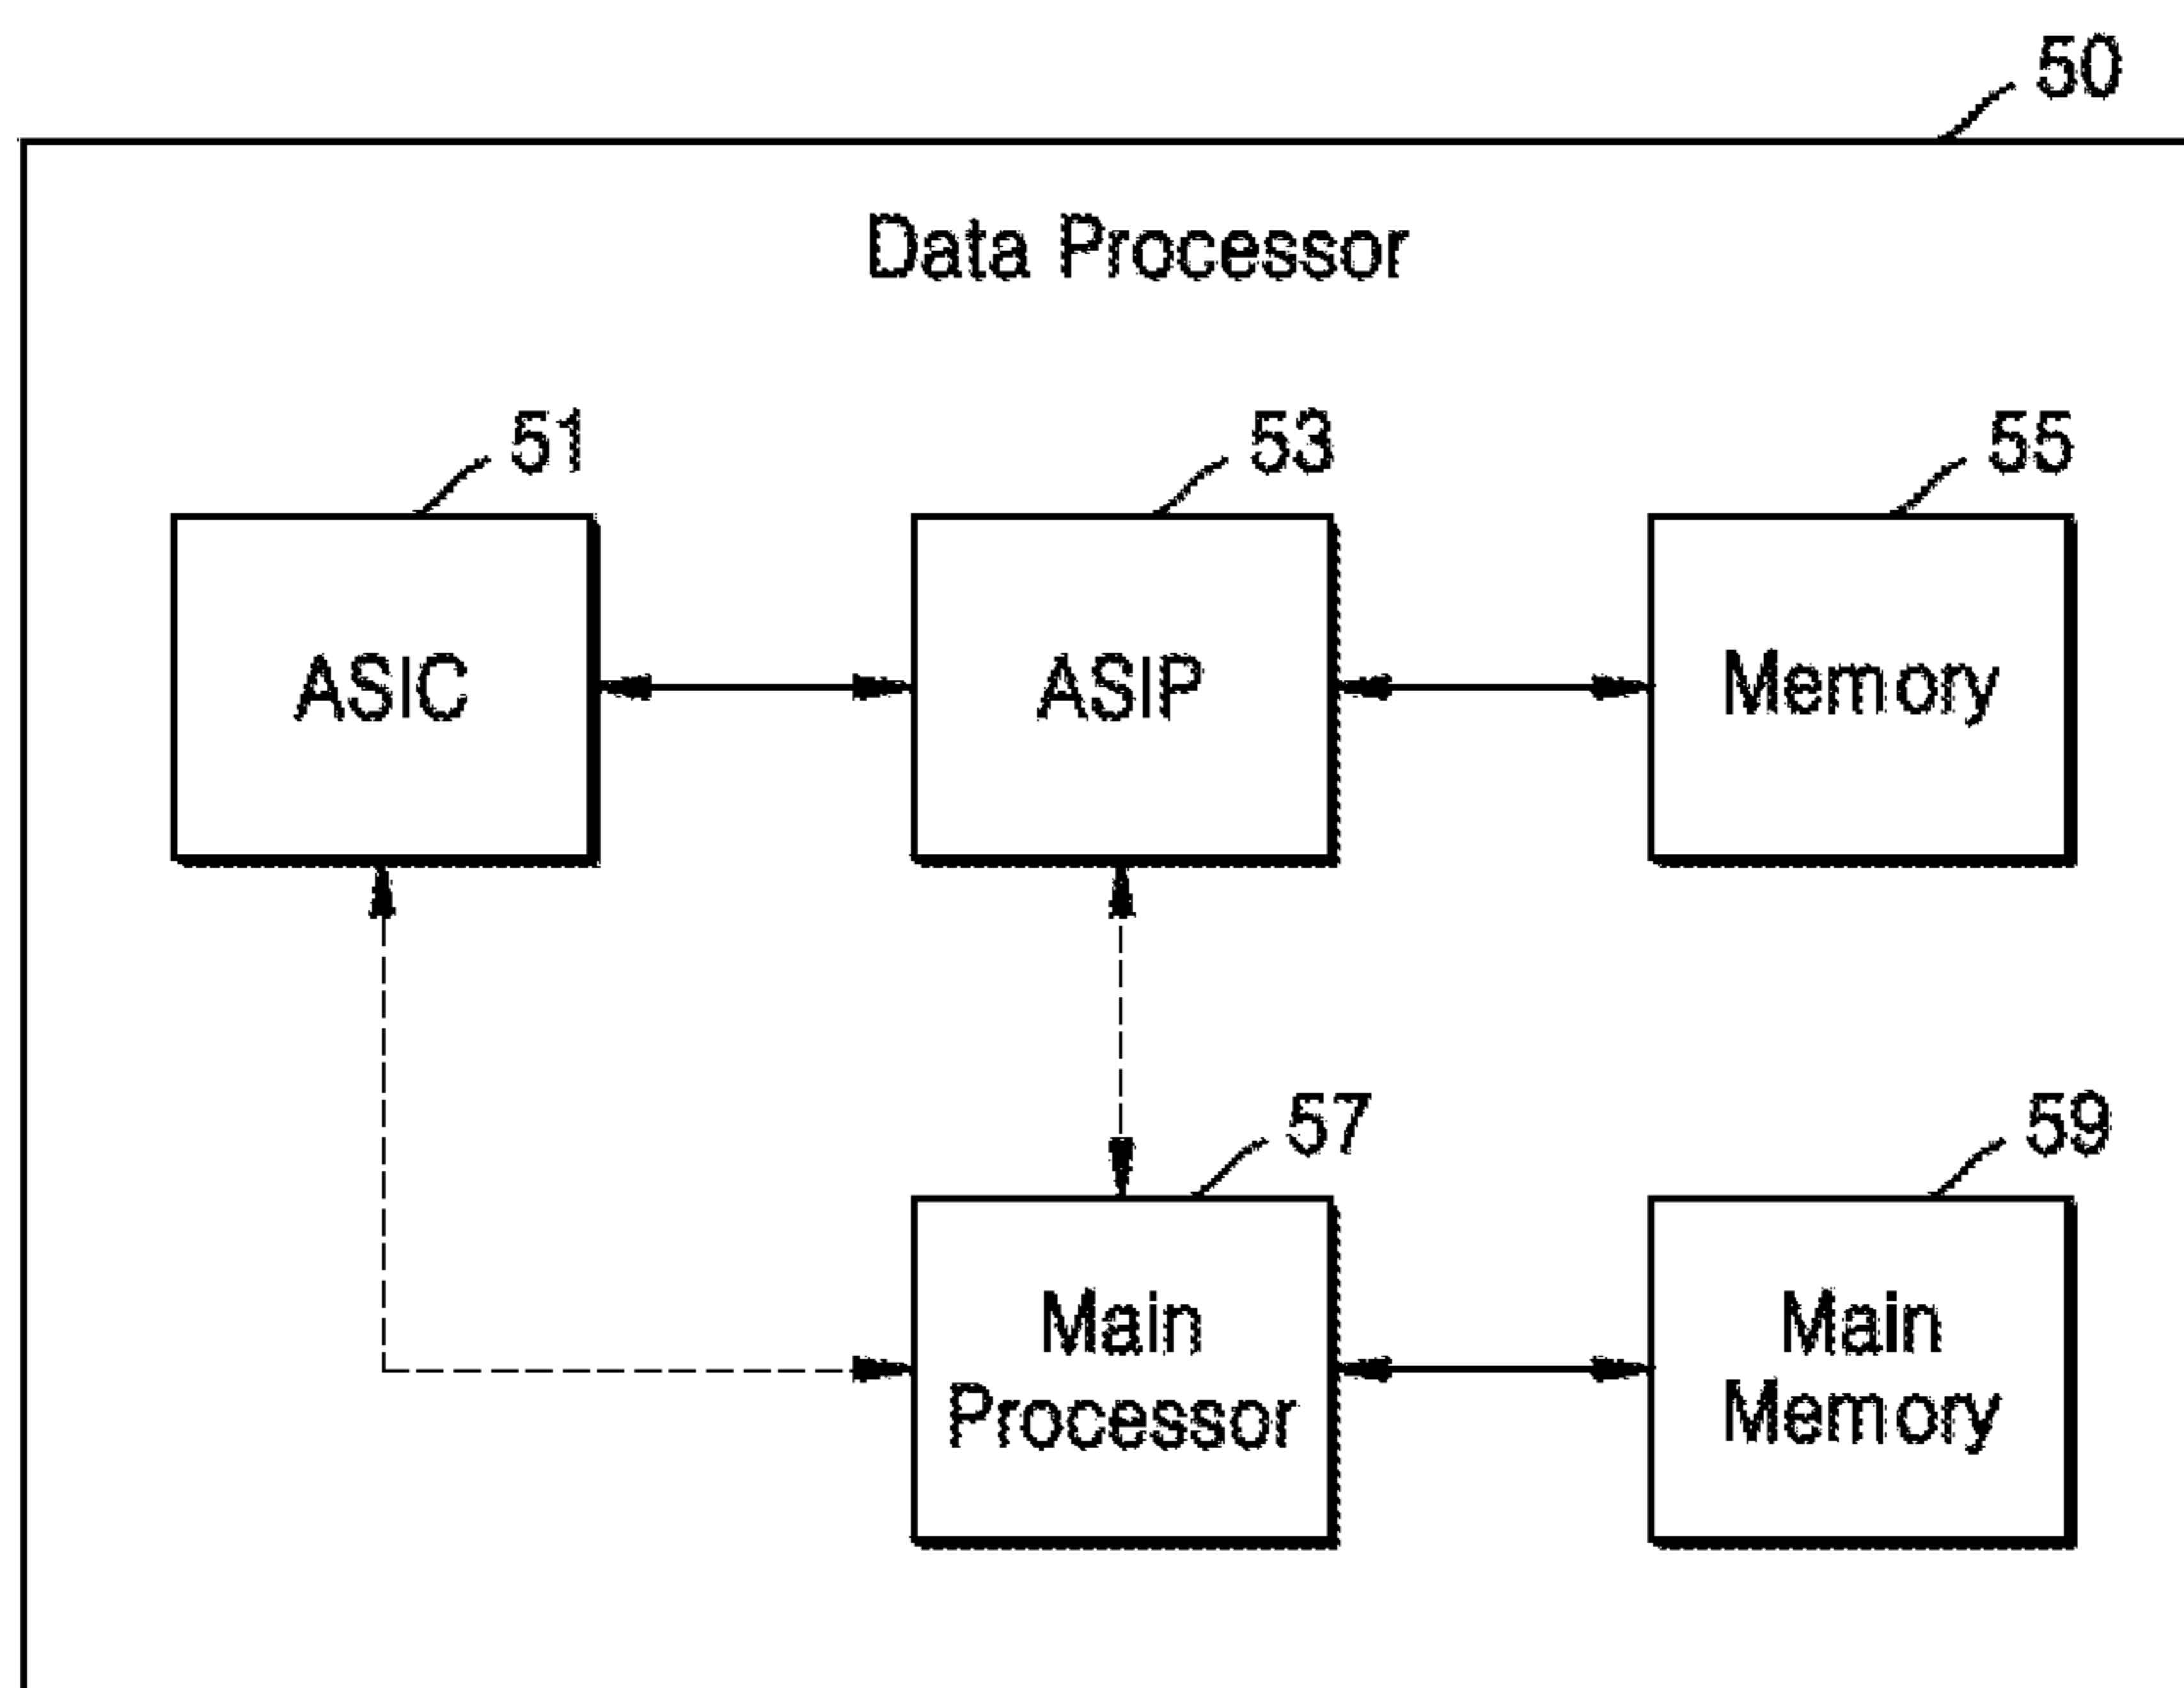 50
Data Processor
51
53
55
ASIC
ASIP
Memory
57
59
Main
Processor
Main
Memory